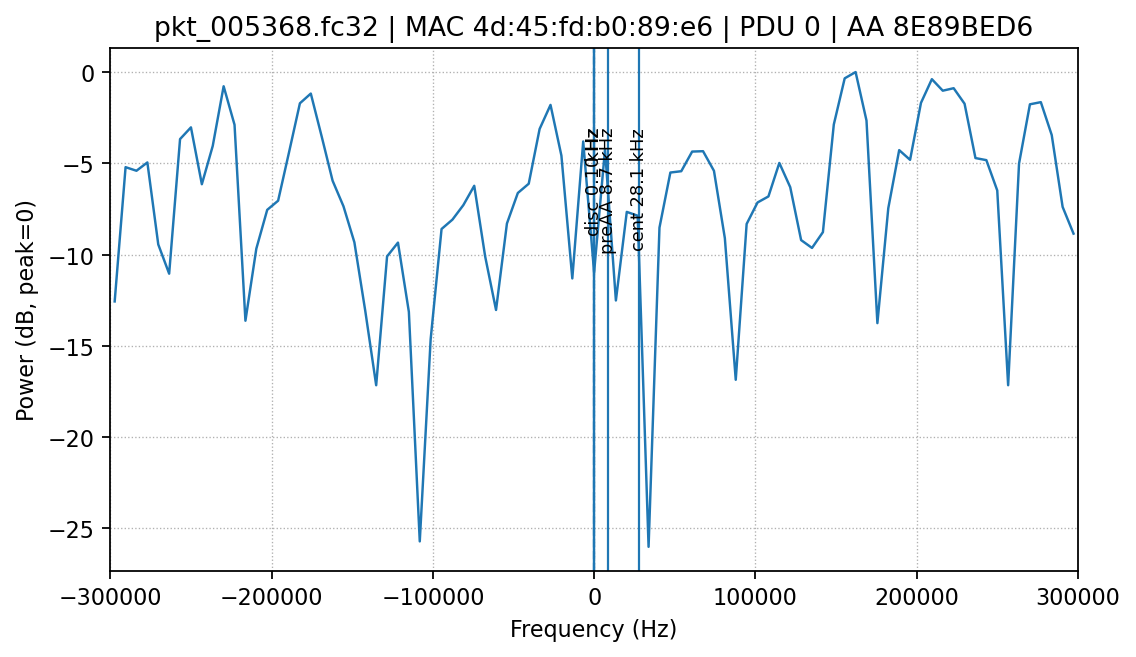 pkt_005368.fc32 | MAC 4d:45:fd:b0:89:e6 | PDU 0 | AA 8E89BED6
Power (dB, peak=0)
0
−5
−10
−15
−20
−25
preAA 8.7 kHz
cent 28.1 kHz
−300000
−200000
−100000
0
100000
200000
300000
Frequency (Hz)